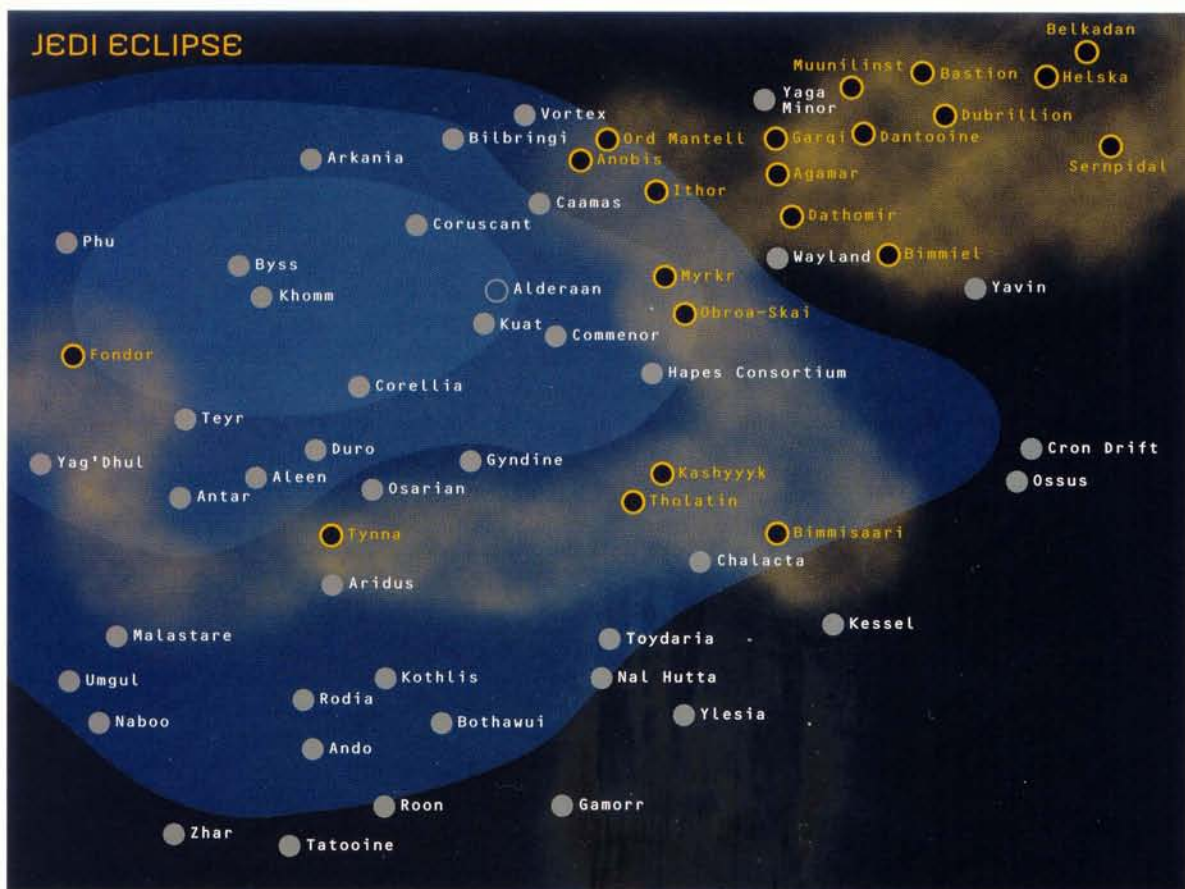 JEDI ECLIPSE
Belkadan
Muunilinst
Bastion
Helska
Yaga
Minor
Vortex
Dubrillion
Bilbringi
Ord Mantell
Garqi
Dantooine
Arkania
Anobis
Sernpidal
Agamar
Ithor
Caamas
Dathomir
Coruscant
Phu
Byss
Wayland
Bimmiel
Myrkr
Khomm
Alderaan
Yavin
Obroa-Skai
Kuat
Commenor
Fondor
Hapes Consortium
Corellia
Teyr
Duro
Cron Drift
Yag'Dhul
Gyndine
Aleen
Kashyyyk
Ossus
Antar
Osarian
Tholatin
Tynna
Bimmisaari
Chalacta
Aridus
Kessel
Malastare
Toydaria
Umgul
Kothlis
Nal Hutta
Rodia
Ylesia
Naboo
Bothawui
Ando
Roon
Gamorr
Zhar
Tatooine